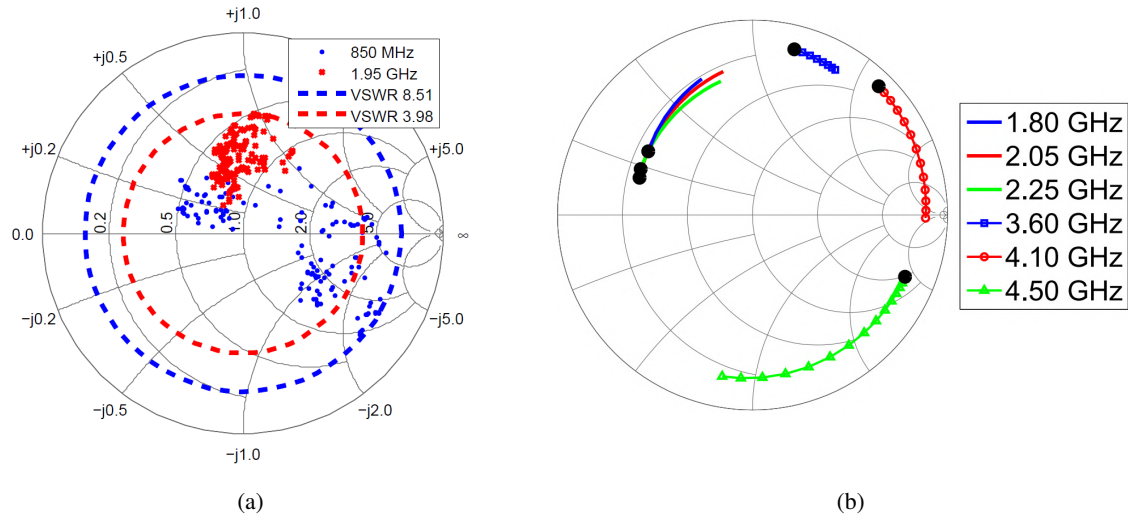 +j1.0
+j0.5
+j0.2
0.0
−j0.2
−j0.5
−j1.0
−j2.0
−j5.0
∞
+j5.0
0.2
0.5
1.0
2.0
5.0
850 MHz
1.95 GHz
VSWR 8.51
VSWR 3.98
(a)
1.80 GHz
2.05 GHz
2.25 GHz
3.60 GHz
4.10 GHz
4.50 GHz
(b)